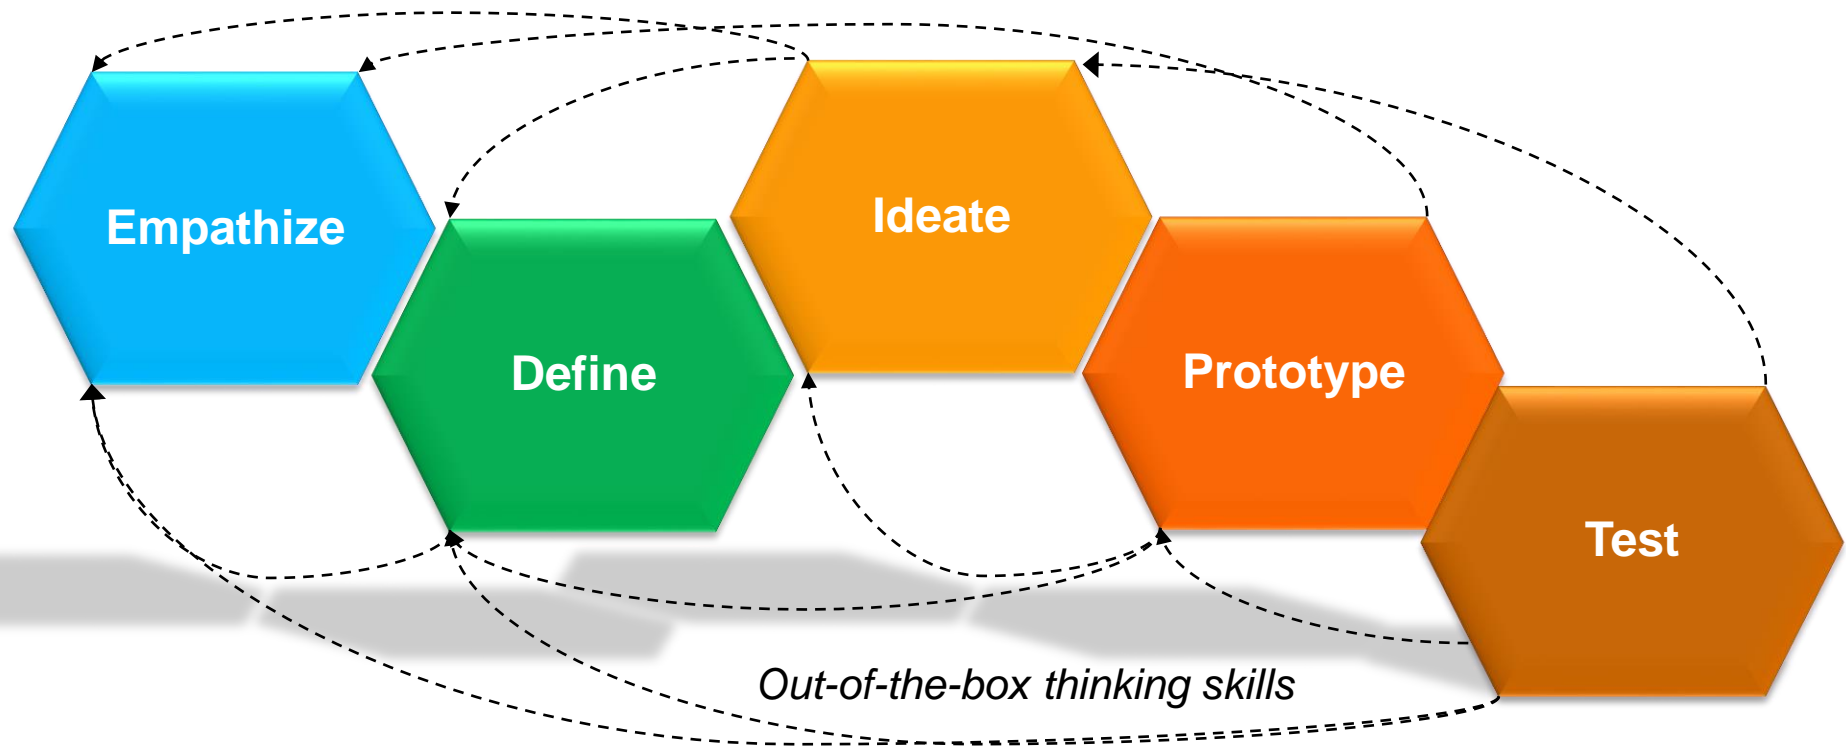 Empathize
Define
Ideate
Prototype
Test
Out-of-the-box thinking skills